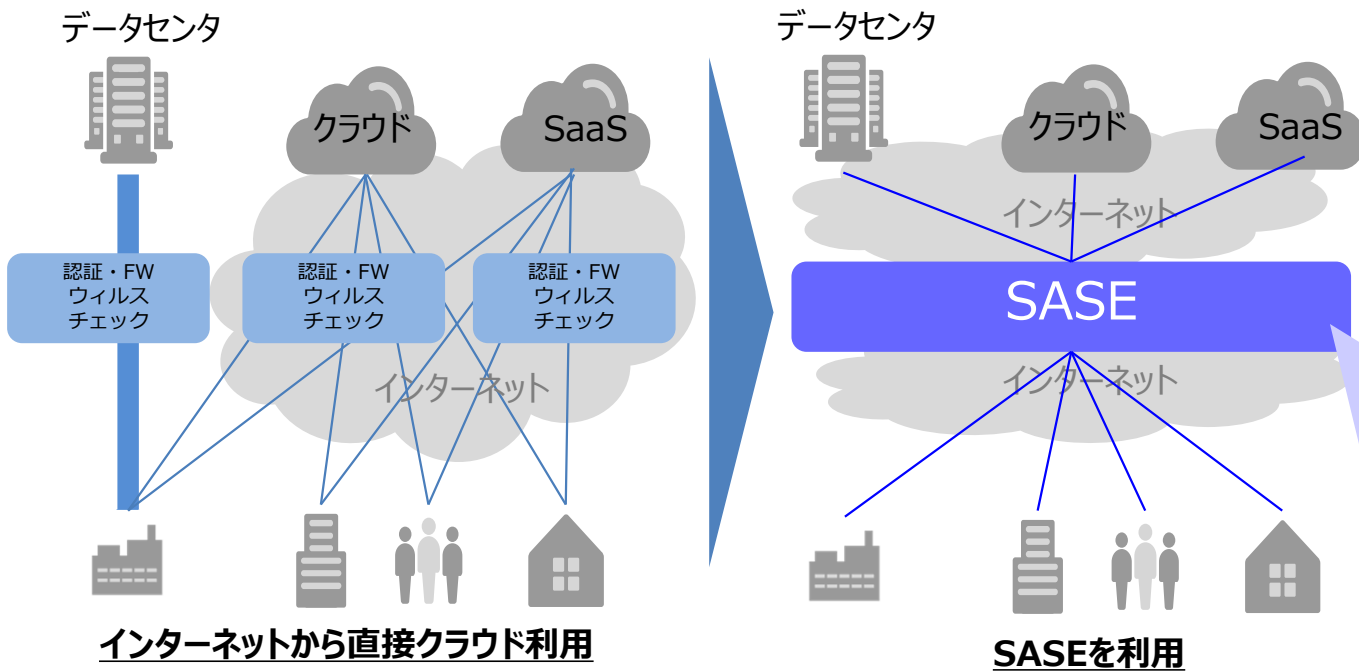 データセンタ
クラウド
SaaS
認証・FW
ウィルス
チェック
認証・FW
ウィルス
チェック
認証・FW
ウィルス
チェック
インターネット
インターネットから直接クラウド利用
データセンタ
クラウド
SaaS
インターネット
SASE
インターネット
SASEを利用